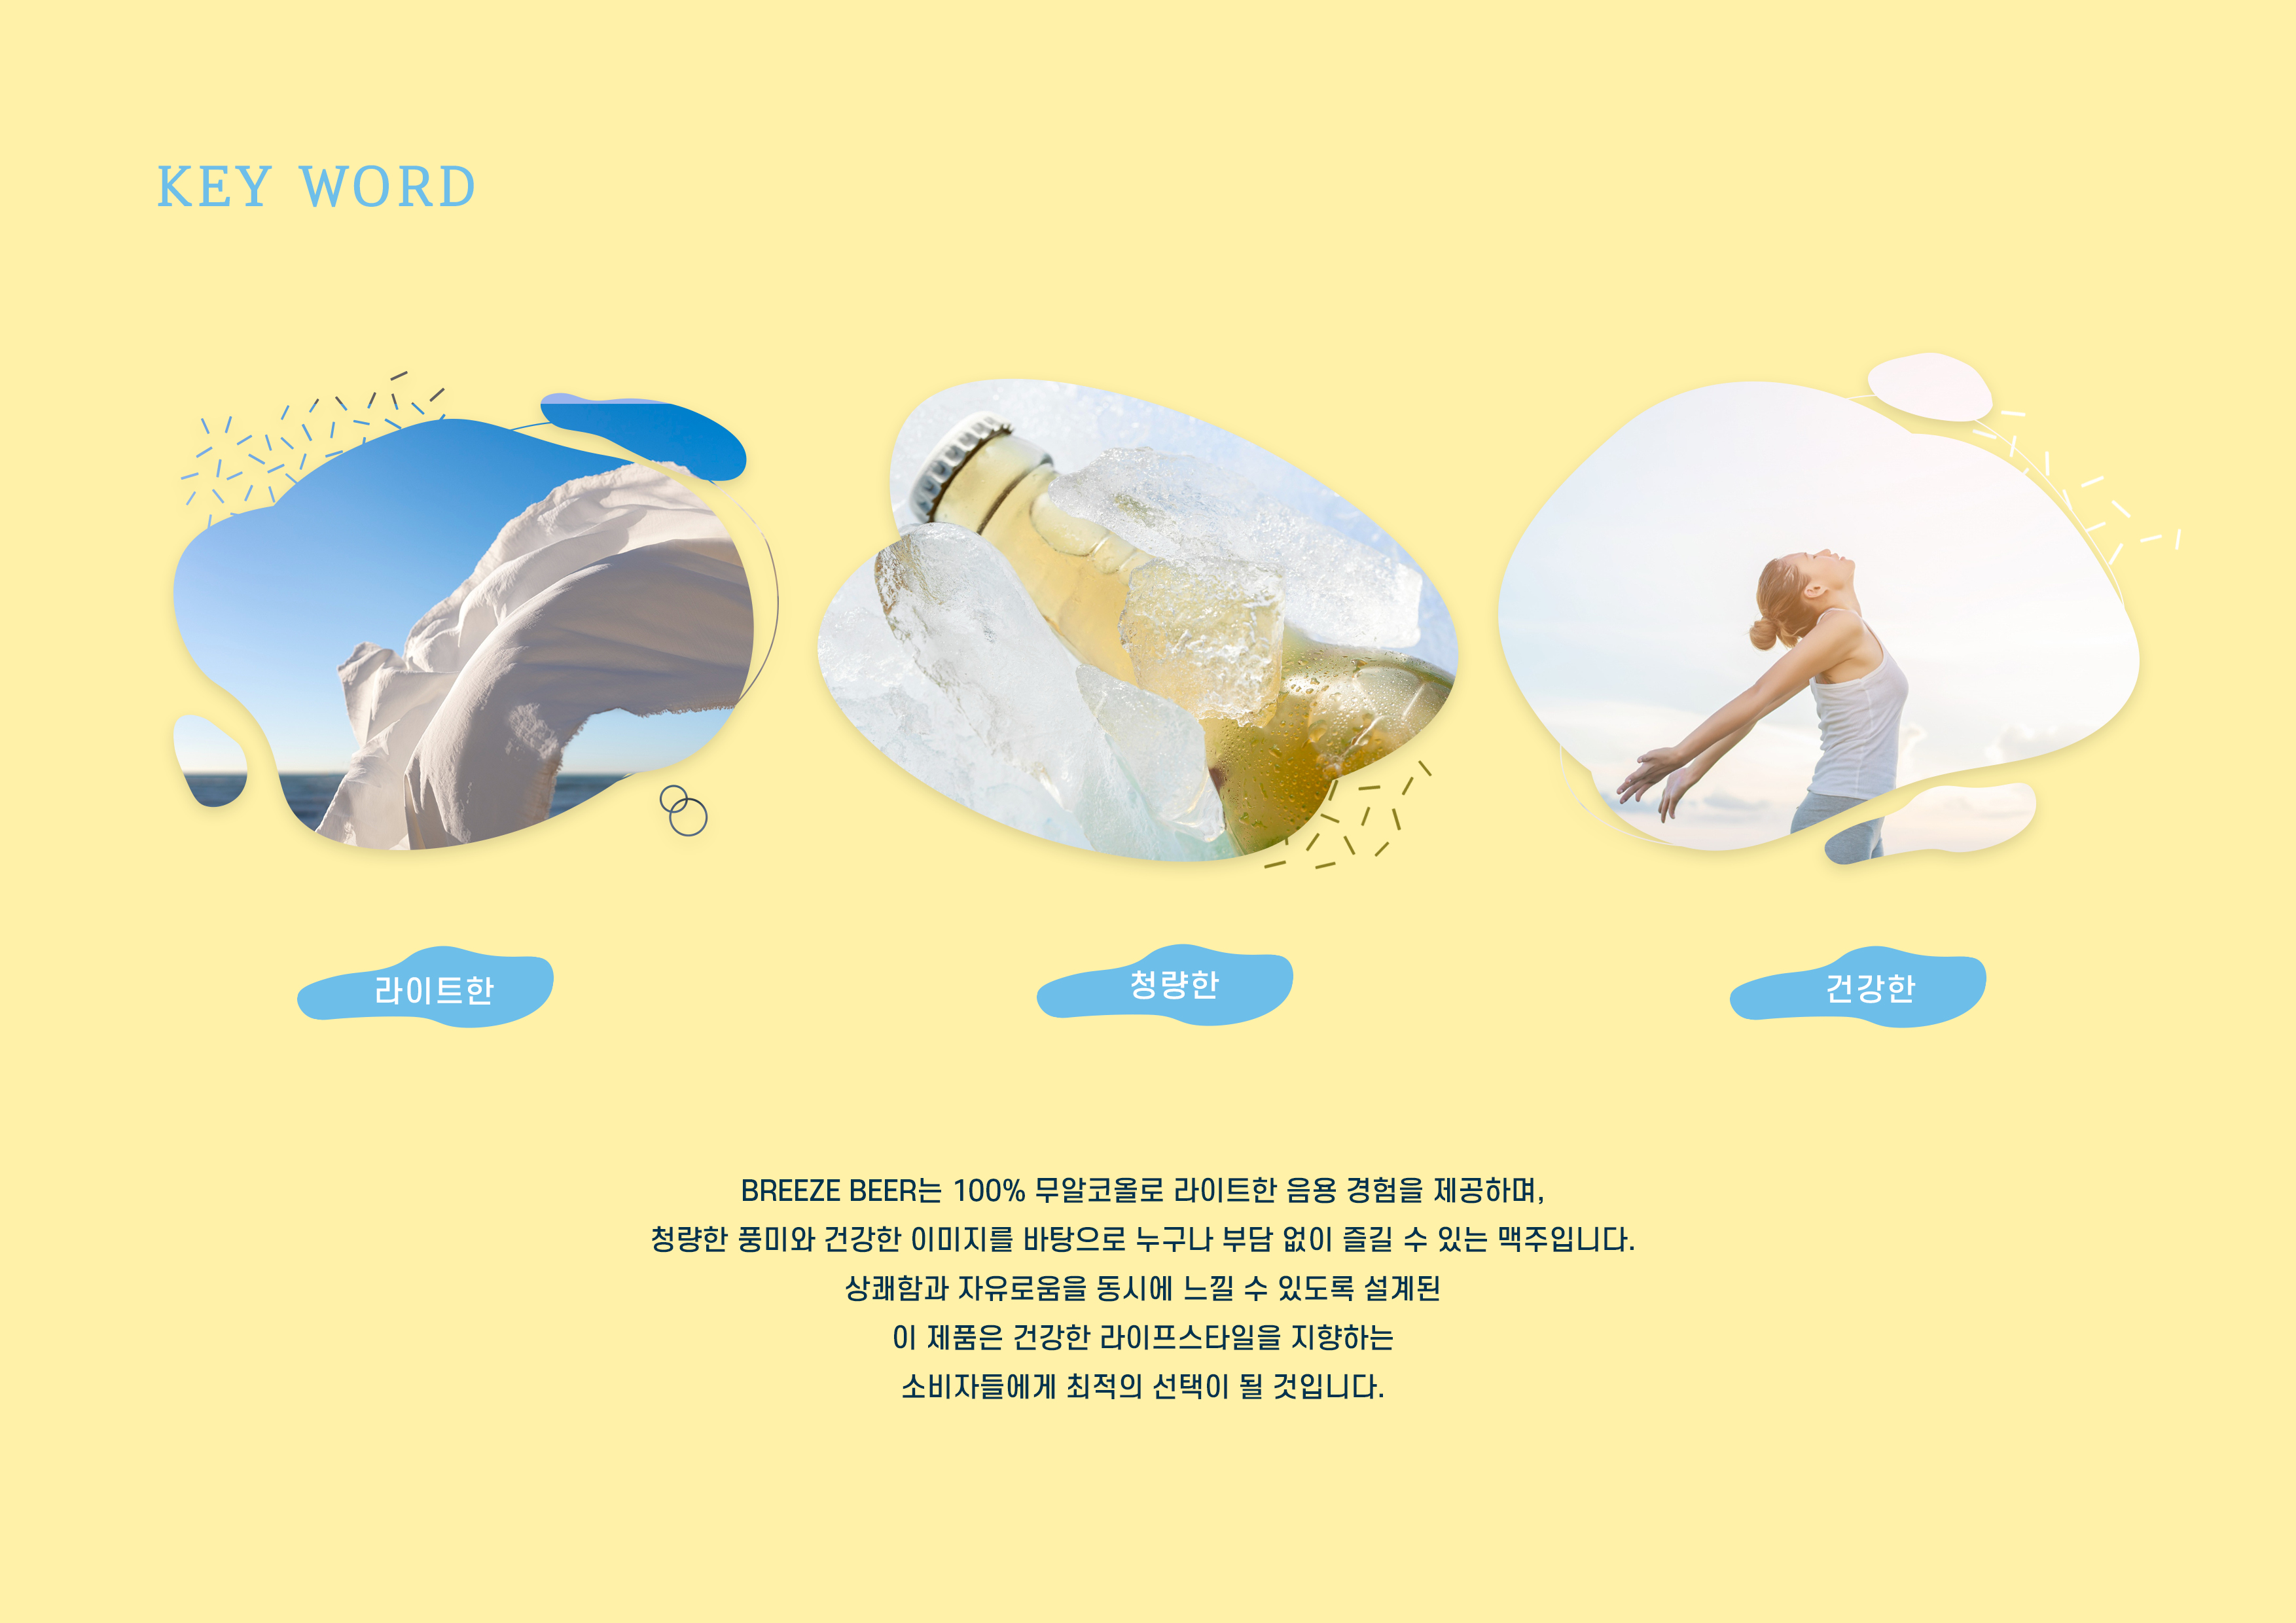 KEY WORD
라이트한
청량한
건강한
BREEZE BEER는 100% 무알코올로 라이트한 음용 경험을 제공하며,
청량한 풍미와 건강한 이미지를 바탕으로 누구나 부담 없이 즐길 수 있는 맥주입니다.
상쾌함과 자유로움을 동시에 느낄 수 있도록 설계된
이 제품은 건강한 라이프스타일을 지향하는
소비자들에게 최적의 선택이 될 것입니다.